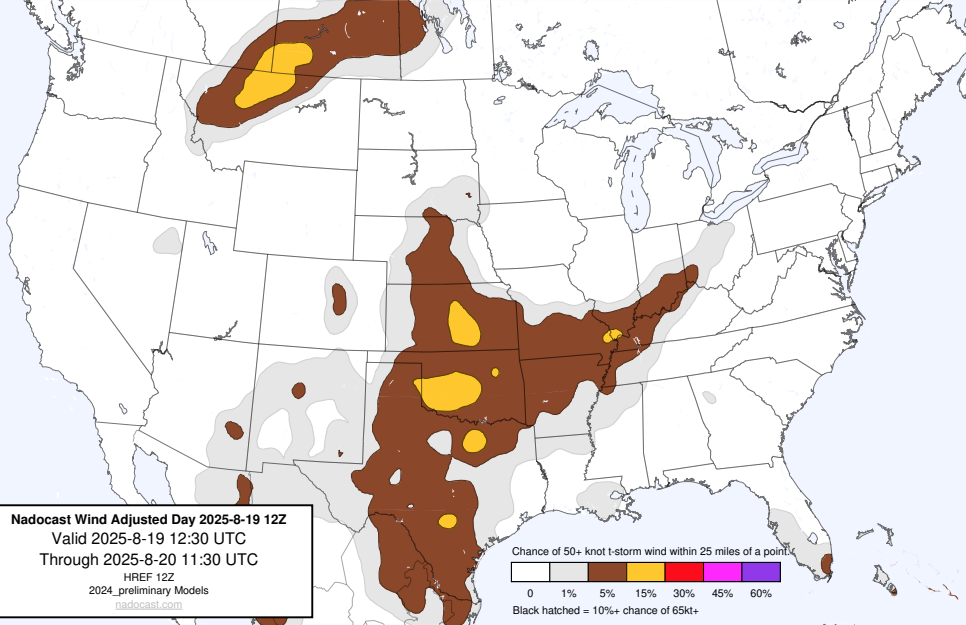 Nadocast Wind Adjusted Day 2025-8-19 12Z
Valid 2025-8-19 12:30 UTC
Through 2025-8-20 11:30 UTC
HREF 12Z
2024_preliminary Models
nadocast.com
Chance of 50+ knot t-storm wind within 25 miles of a point.
0 1% 5% 15% 30% 45% 60%
Black hatched = 10%+ chance of 65kt+